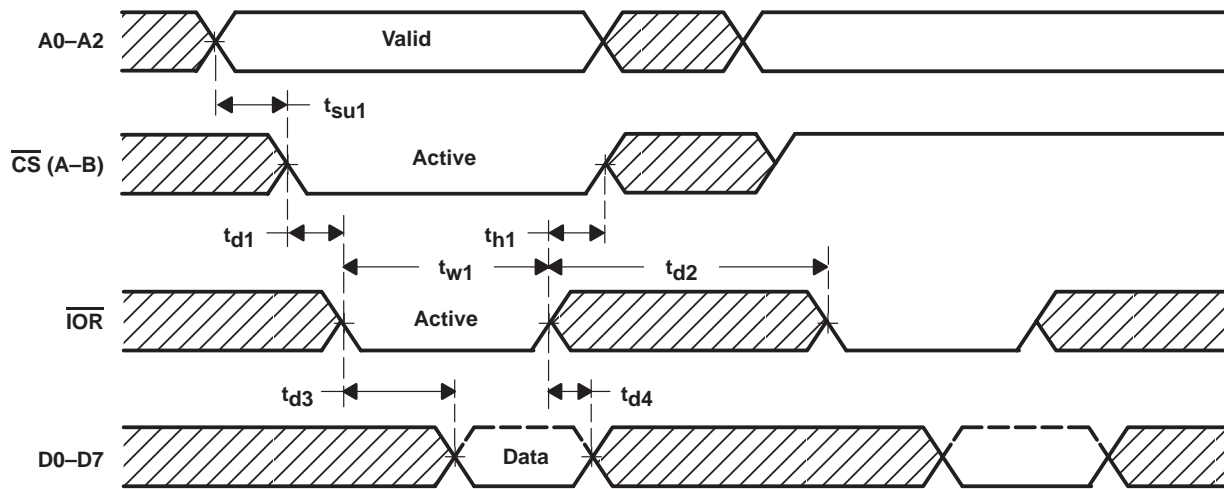 A0–A2
Valid
tsu1
CS (A–B)
Active
td1
th1
tw1
td2
IOR
Active
td3
td4
D0–D7
Data